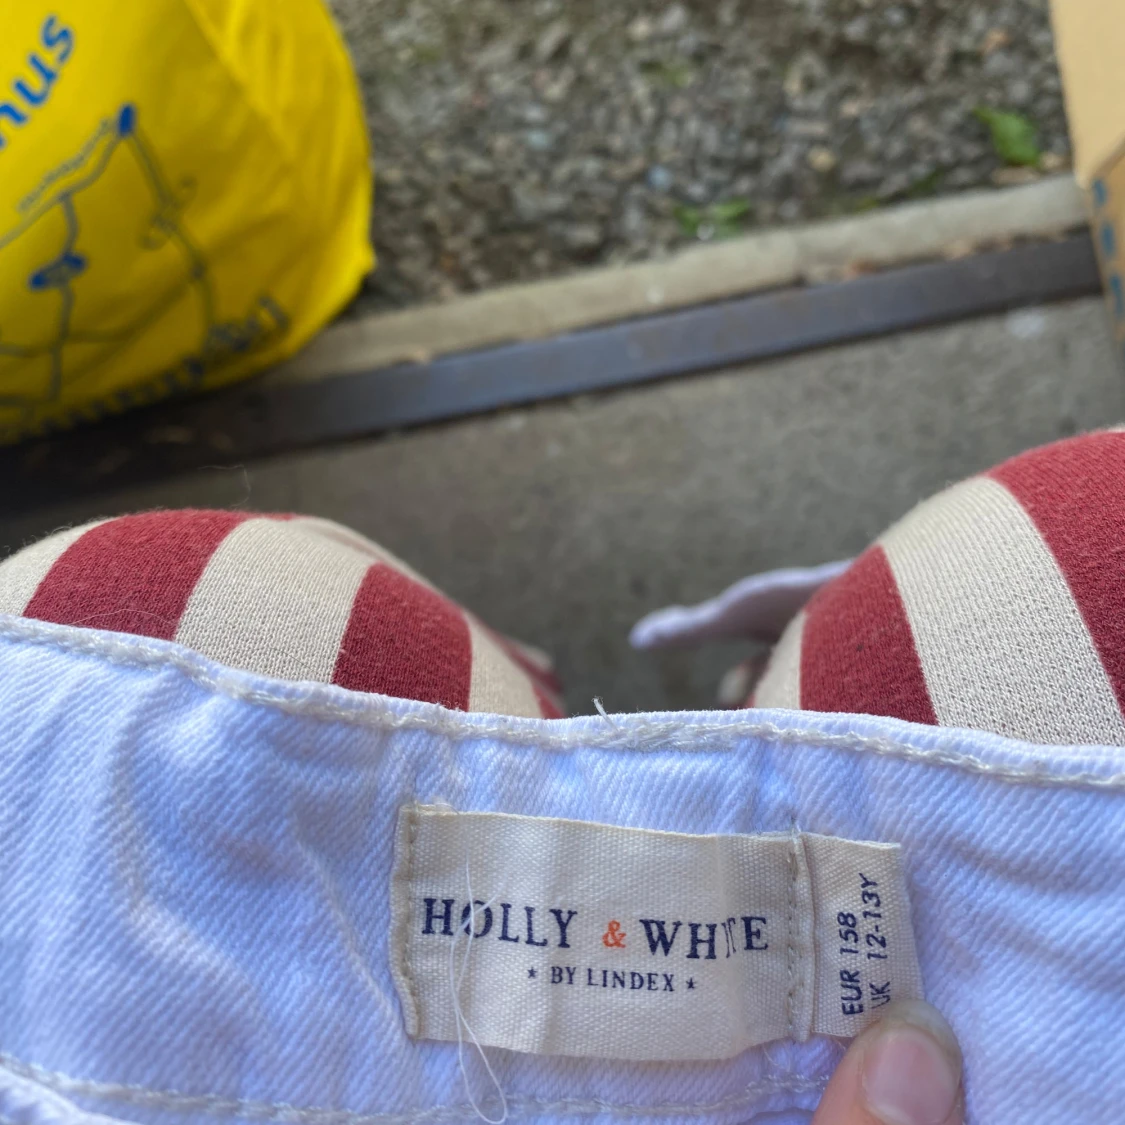 HOLLY & WHITE
* BY LINDEX *
EUR 158
UK 12-13Y